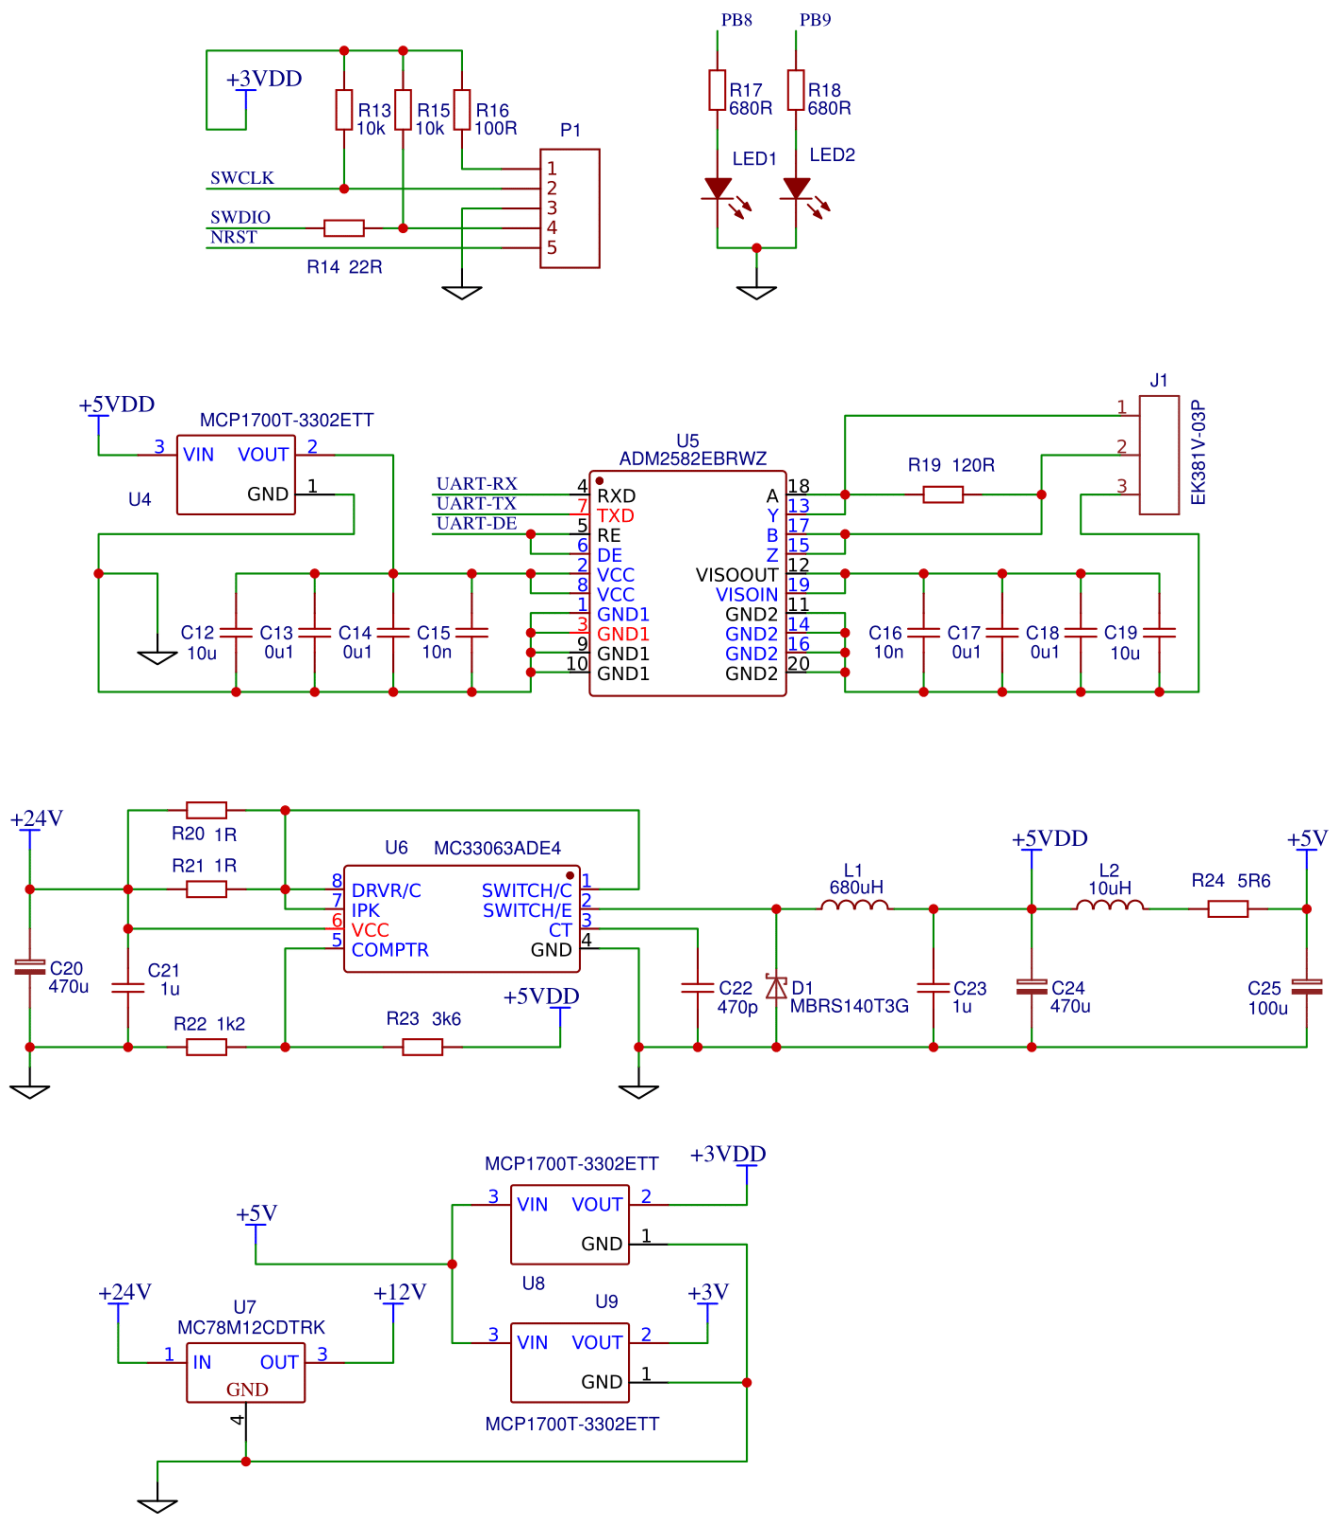 PB8
PB9
+3VDD
R13
10k
R15
10k
R16
100R
R17
680R
R18
680R
P1
LED1
LED2
1
2
3
4
5
SWCLK
SWDIO
NRST
R14 22R
+5VDD
MCP1700T-3302ETT
3
VIN
VOUT
2
GND
1
U4
U5
ADM2582EBRWZ
UART-RX
UART-TX
UART-DE
4
RXD
7
TXD
5
RE
6
DE
2
VCC
8
VCC
1
GND1
3
GND1
9
GND1
10
GND1
A
18
Y
13
B
17
Z
15
VISOOUT
12
VISOIN
19
GND2
11
GND2
14
GND2
16
GND2
20
R19 120R
J1
1
2
3
EK381V-03P
C12
10u
C13
0u1
C14
0u1
C15
10n
C16
10n
C17
0u1
C18
0u1
C19
10u
+24V
R20 1R
R21 1R
U6
MC33063ADE4
8
DRVR/C
7
IPK
6
VCC
5
COMPTR
SWITCH/C
1
SWITCH/E
2
CT
3
GND
4
C20
470u
C21
1u
R22 1k2
R23 3k6
+5VDD
C22
470p
D1
MBRS140T3G
L1
680uH
C23
1u
+5VDD
C24
470u
L2
10uH
R24 5R6
+5V
C25
100u
MCP1700T-3302ETT
+3VDD
3
VIN
VOUT
2
GND
1
U8
+5V
+24V
U7
MC78M12CDTRK
+12V
1
IN
OUT
3
GND
4
U9
+3V
3
VIN
VOUT
2
GND
1
MCP1700T-3302ETT